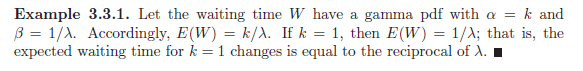 Example 3.3.1. Let the waiting time W have a gamma pdf with α = k and
β = 1/λ. Accordingly, E(W) = k/λ. If k = 1, then E(W) = 1/λ; that is, the
expected waiting time for k = 1 changes is equal to the reciprocal of λ. ■